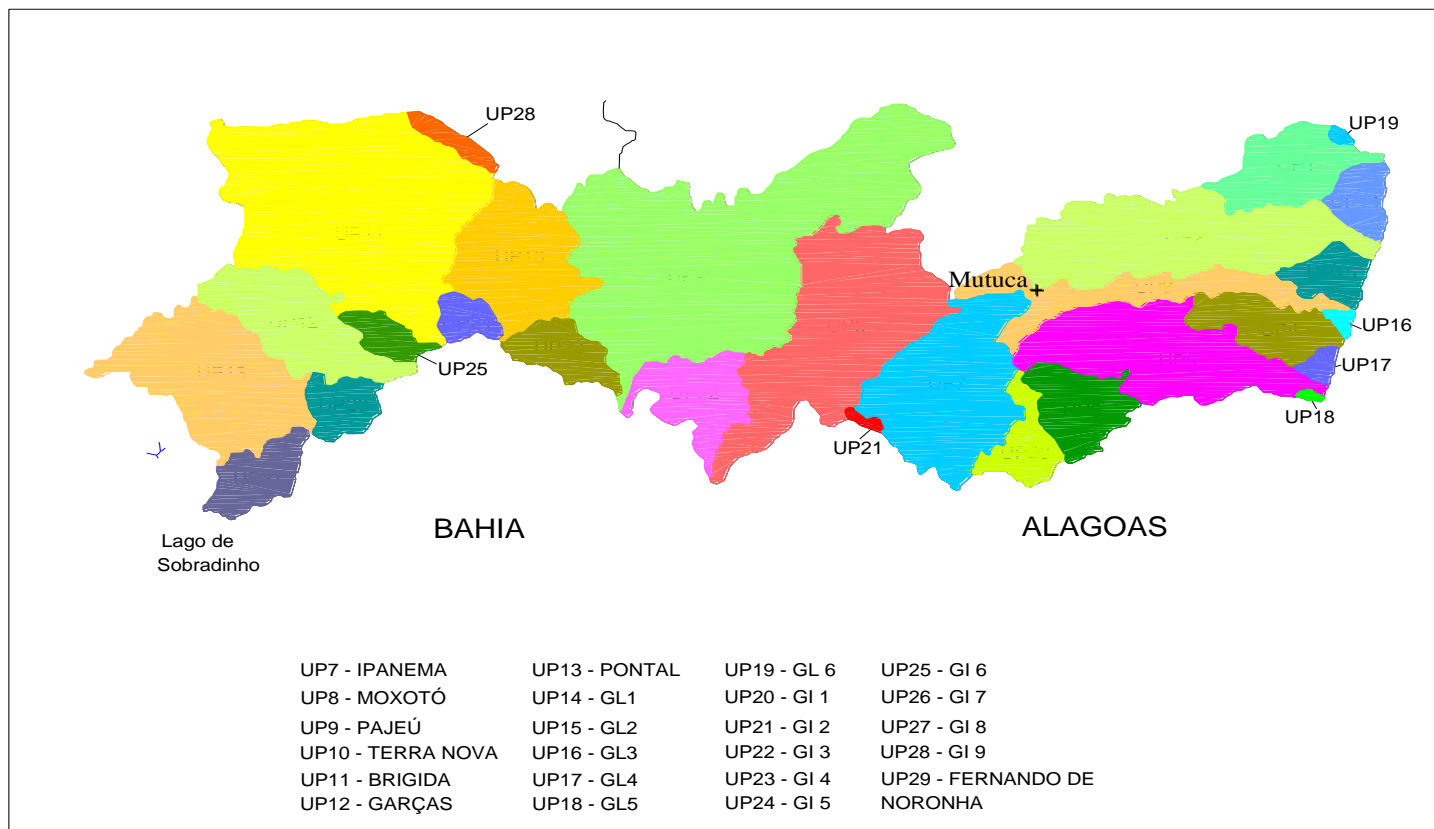 UP28
UP19
Mutuca
UP16
UP25
UP17
UP18
UP21
BAHIA
ALAGOAS
Lago de
Sobradinho
UP7 - IPANEMA
UP8 - MOXOTÓ
UP9 - PAJEÚ
UP10 - TERRA NOVA
UP11 - BRIGIDA
UP12 - GARÇAS
UP13 - PONTAL
UP14 - GL1
UP15 - GL2
UP16 - GL3
UP17 - GL4
UP18 - GL5
UP19 - GL 6
UP20 - GI 1
UP21 - GI 2
UP22 - GI 3
UP23 - GI 4
UP24 - GI 5
UP25 - GI 6
UP26 - GI 7
UP27 - GI 8
UP28 - GI 9
UP29 - FERNANDO DE
NORONHA